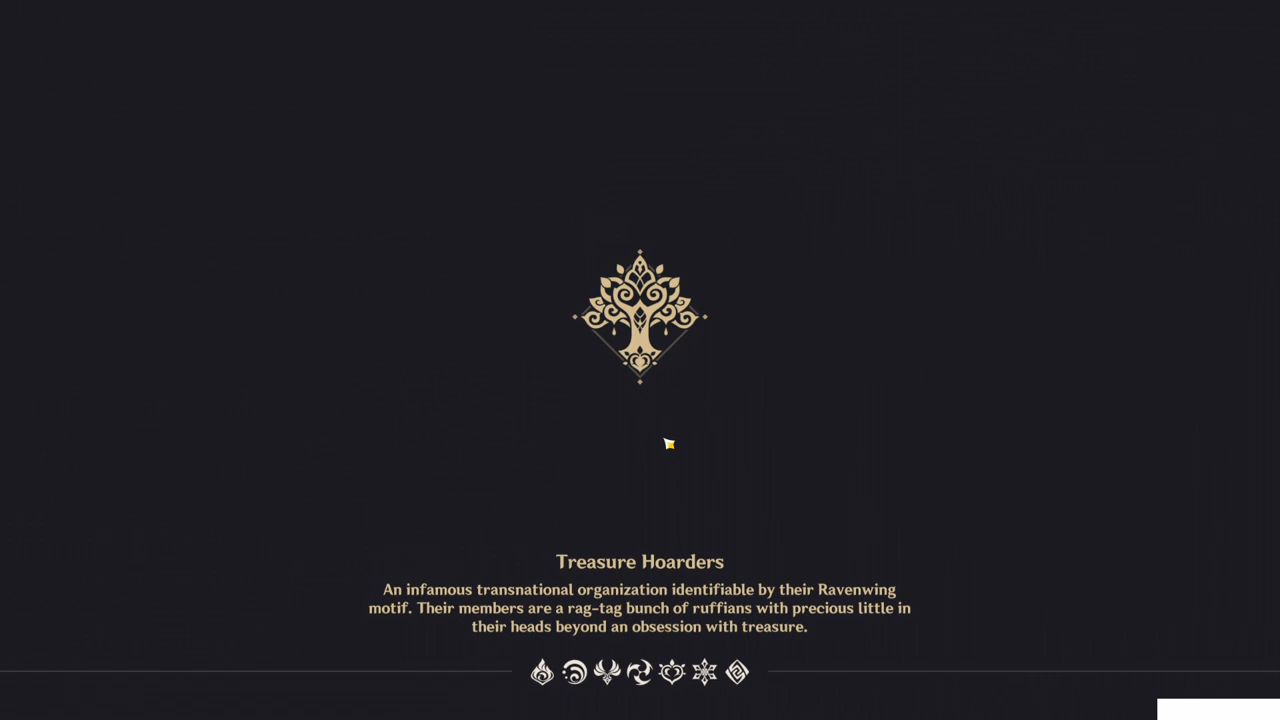 Treasure Hoarders
An infamous transnational organization identifiable by their Ravenwing
motif. Their members are a rag-tag bunch of ruffians with precious little in
their heads beyond an obsession with treasure.